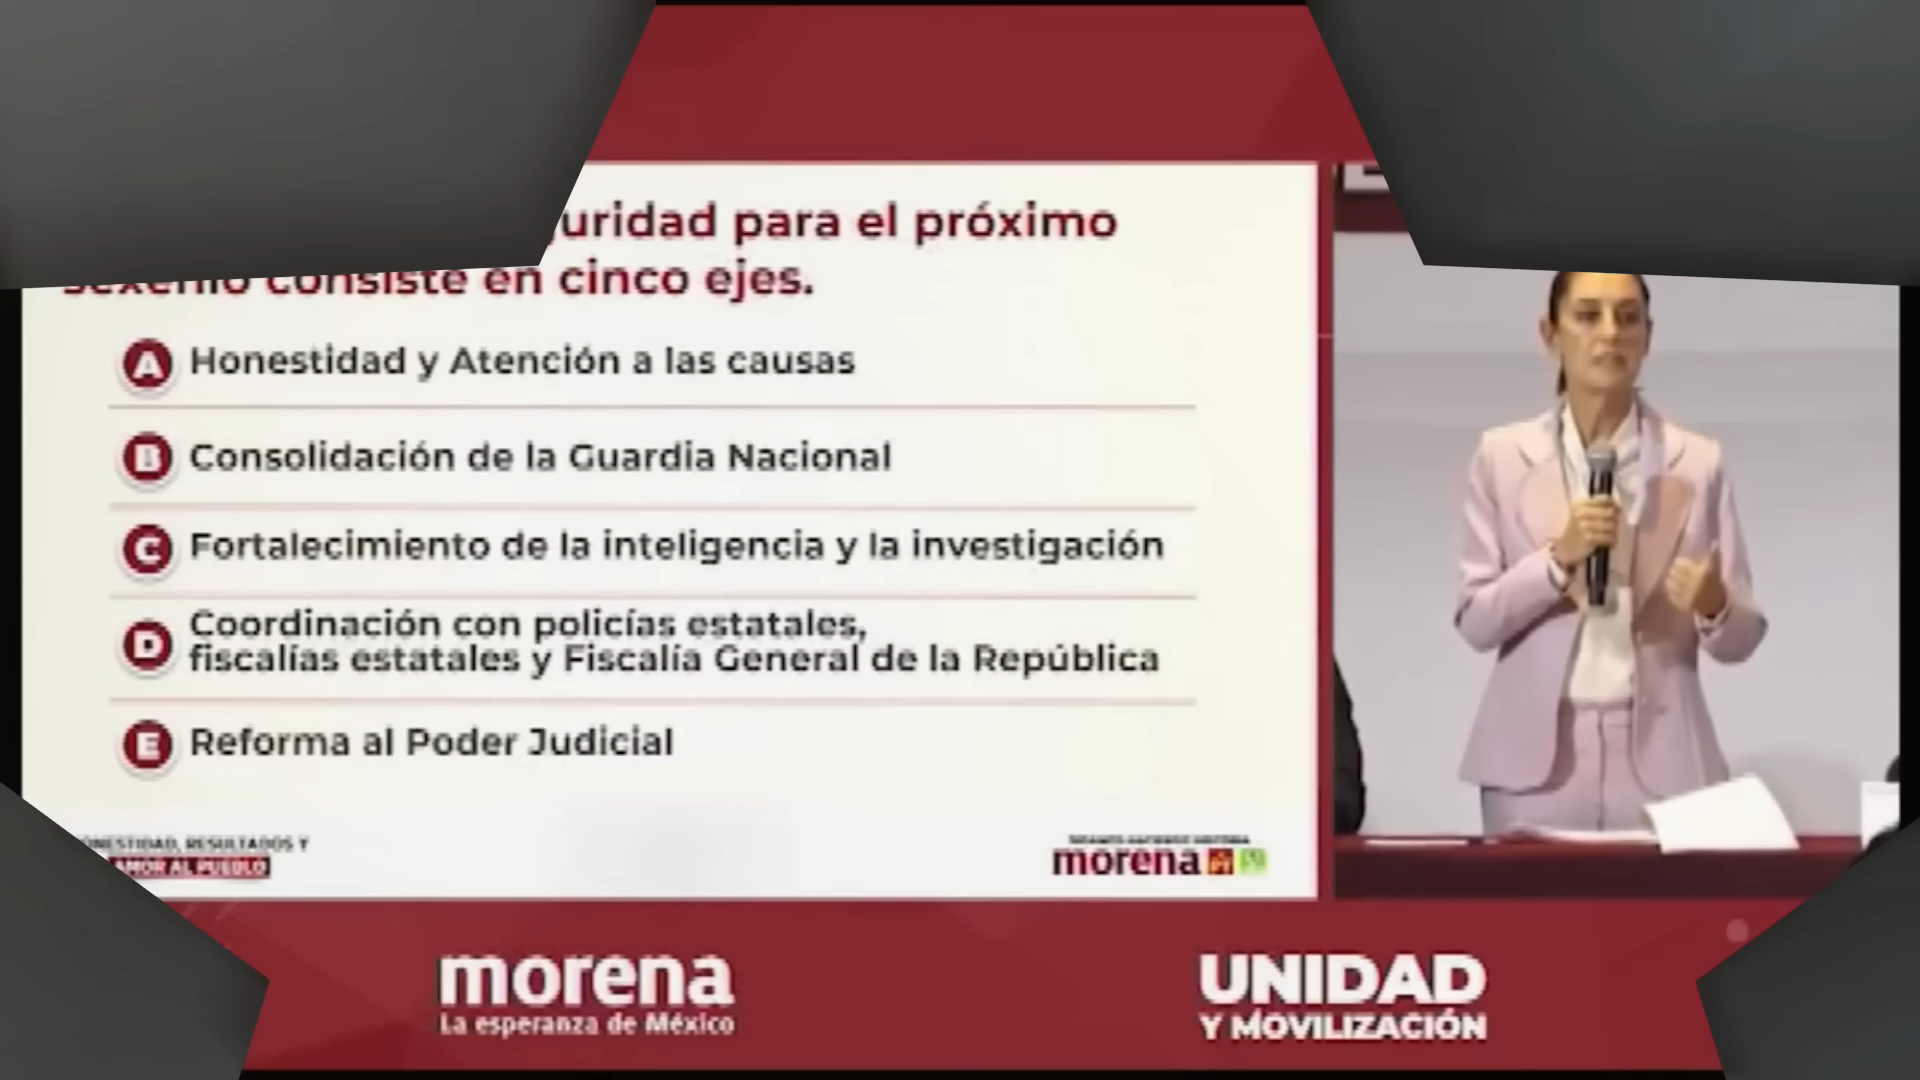 uridad para el próximo
sexenio consiste en cinco ejes.
A Honestidad y Atención a las causas
B Consolidación de la Guardia Nacional
C Fortalecimiento de la inteligencia y la investigación
D Coordinación con policías estatales,
fiscalías estatales y Fiscalía General de la República
E Reforma al Poder Judicial
ONESTIDAD, RESULTADOS Y
AMOR AL PUEBLO
morena PT
morena
La esperanza de México
UNIDAD
Y MOVILIZACIÓN